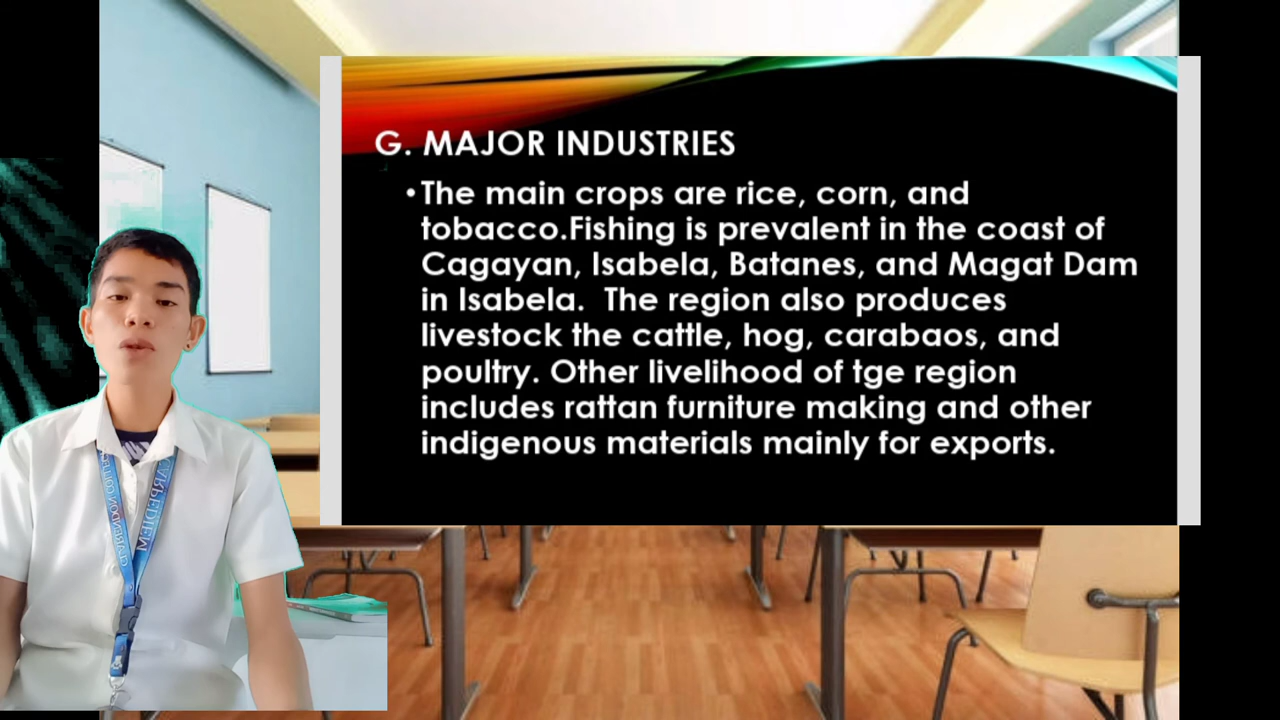 G. MAJOR INDUSTRIES
• The main crops are rice, corn, and
tobacco.Fishing is prevalent in the coast of
Cagayan, Isabela, Batanes, and Magat Dam
in Isabela. The region also produces
livestock the cattle, hog, carabaos, and
poultry. Other livelihood of tge region
includes rattan furniture making and other
indigenous materials mainly for exports.
CARPEDIEM